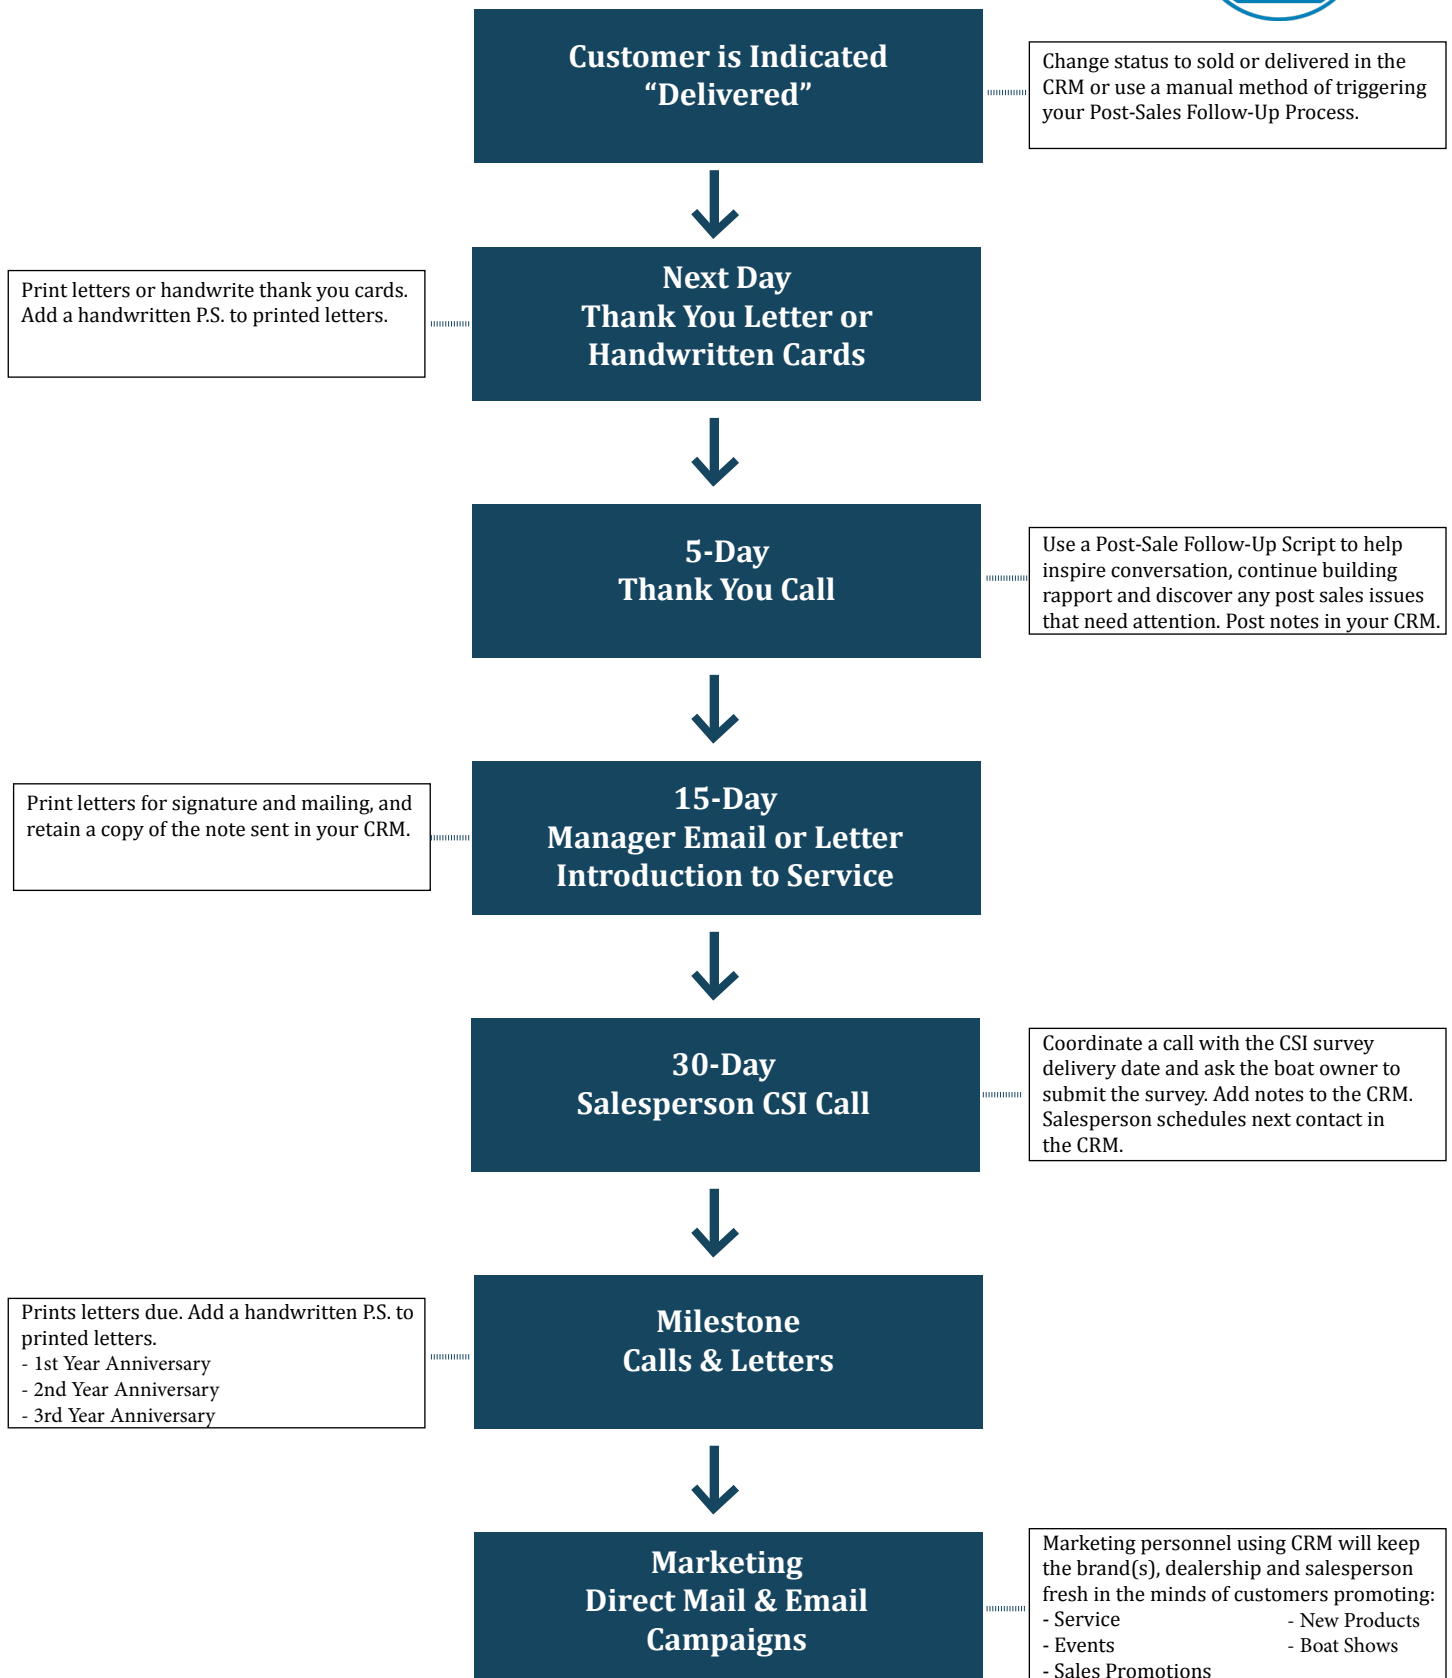 Customer is Indicated
“Delivered”
Change status to sold or delivered in the
CRM or use a manual method of triggering
your Post-Sales Follow-Up Process.
Next Day
Thank You Letter or
Handwritten Cards
Print letters or handwrite thank you cards.
Add a handwritten P.S. to printed letters.
5-Day
Thank You Call
Use a Post-Sale Follow-Up Script to help
inspire conversation, continue building
rapport and discover any post sales issues
that need attention. Post notes in your CRM.
15-Day
Manager Email or Letter
Introduction to Service
Print letters for signature and mailing, and
retain a copy of the note sent in your CRM.
30-Day
Salesperson CSI Call
Coordinate a call with the CSI survey
delivery date and ask the boat owner to
submit the survey. Add notes to the CRM.
Salesperson schedules next contact in
the CRM.
Milestone
Calls & Letters
Prints letters due. Add a handwritten P.S. to
printed letters.
- 1st Year Anniversary
- 2nd Year Anniversary
- 3rd Year Anniversary
Marketing
Direct Mail & Email
Campaigns
Marketing personnel using CRM will keep
the brand(s), dealership and salesperson
fresh in the minds of customers promoting:
- Service - New Products
- Events - Boat Shows
- Sales Promotions